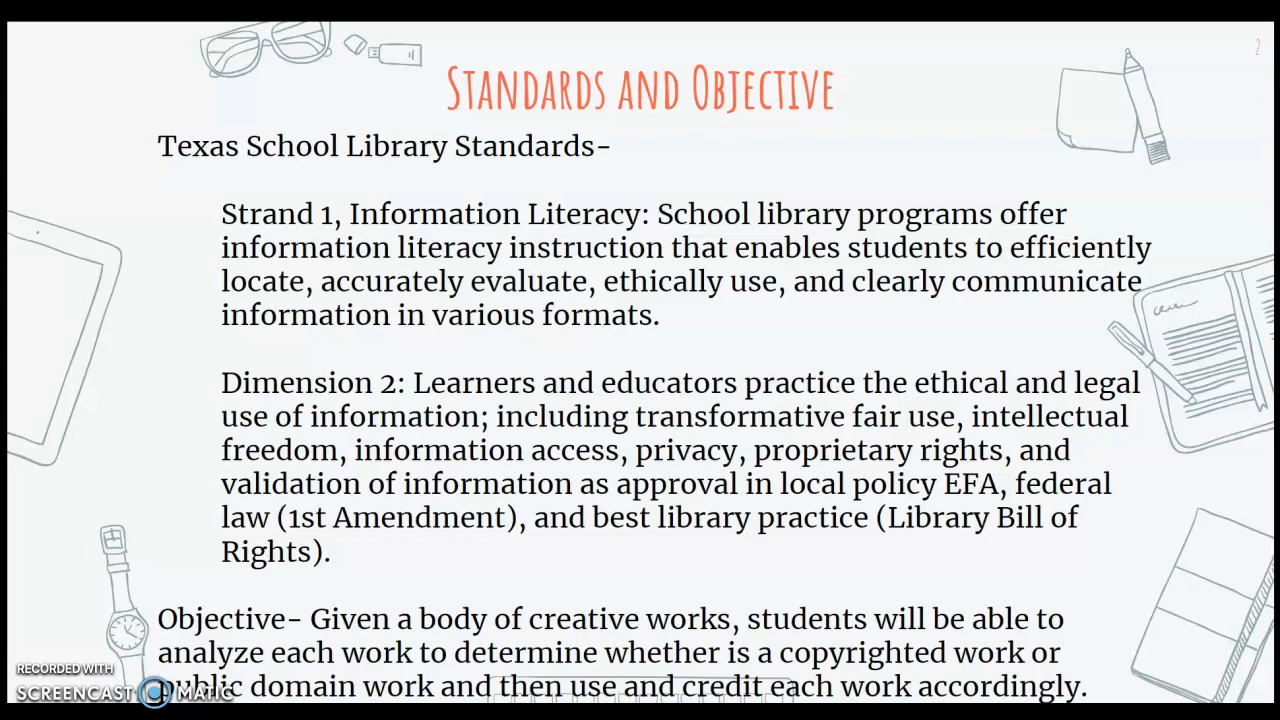 2
Standards and Objective
Texas School Library Standards-
Strand 1, Information Literacy: School library programs offer
information literacy instruction that enables students to efficiently
locate, accurately evaluate, ethically use, and clearly communicate
information in various formats.
Dimension 2: Learners and educators practice the ethical and legal
use of information; including transformative fair use, intellectual
freedom, information access, privacy, proprietary rights, and
validation of information as approval in local policy EFA, federal
law (1st Amendment), and best library practice (Library Bill of
Rights).
Objective- Given a body of creative works, students will be able to
analyze each work to determine whether is a copyrighted work or
public domain work and then use and credit each work accordingly.
RECORDED WITH
SCREENCAST MATIC